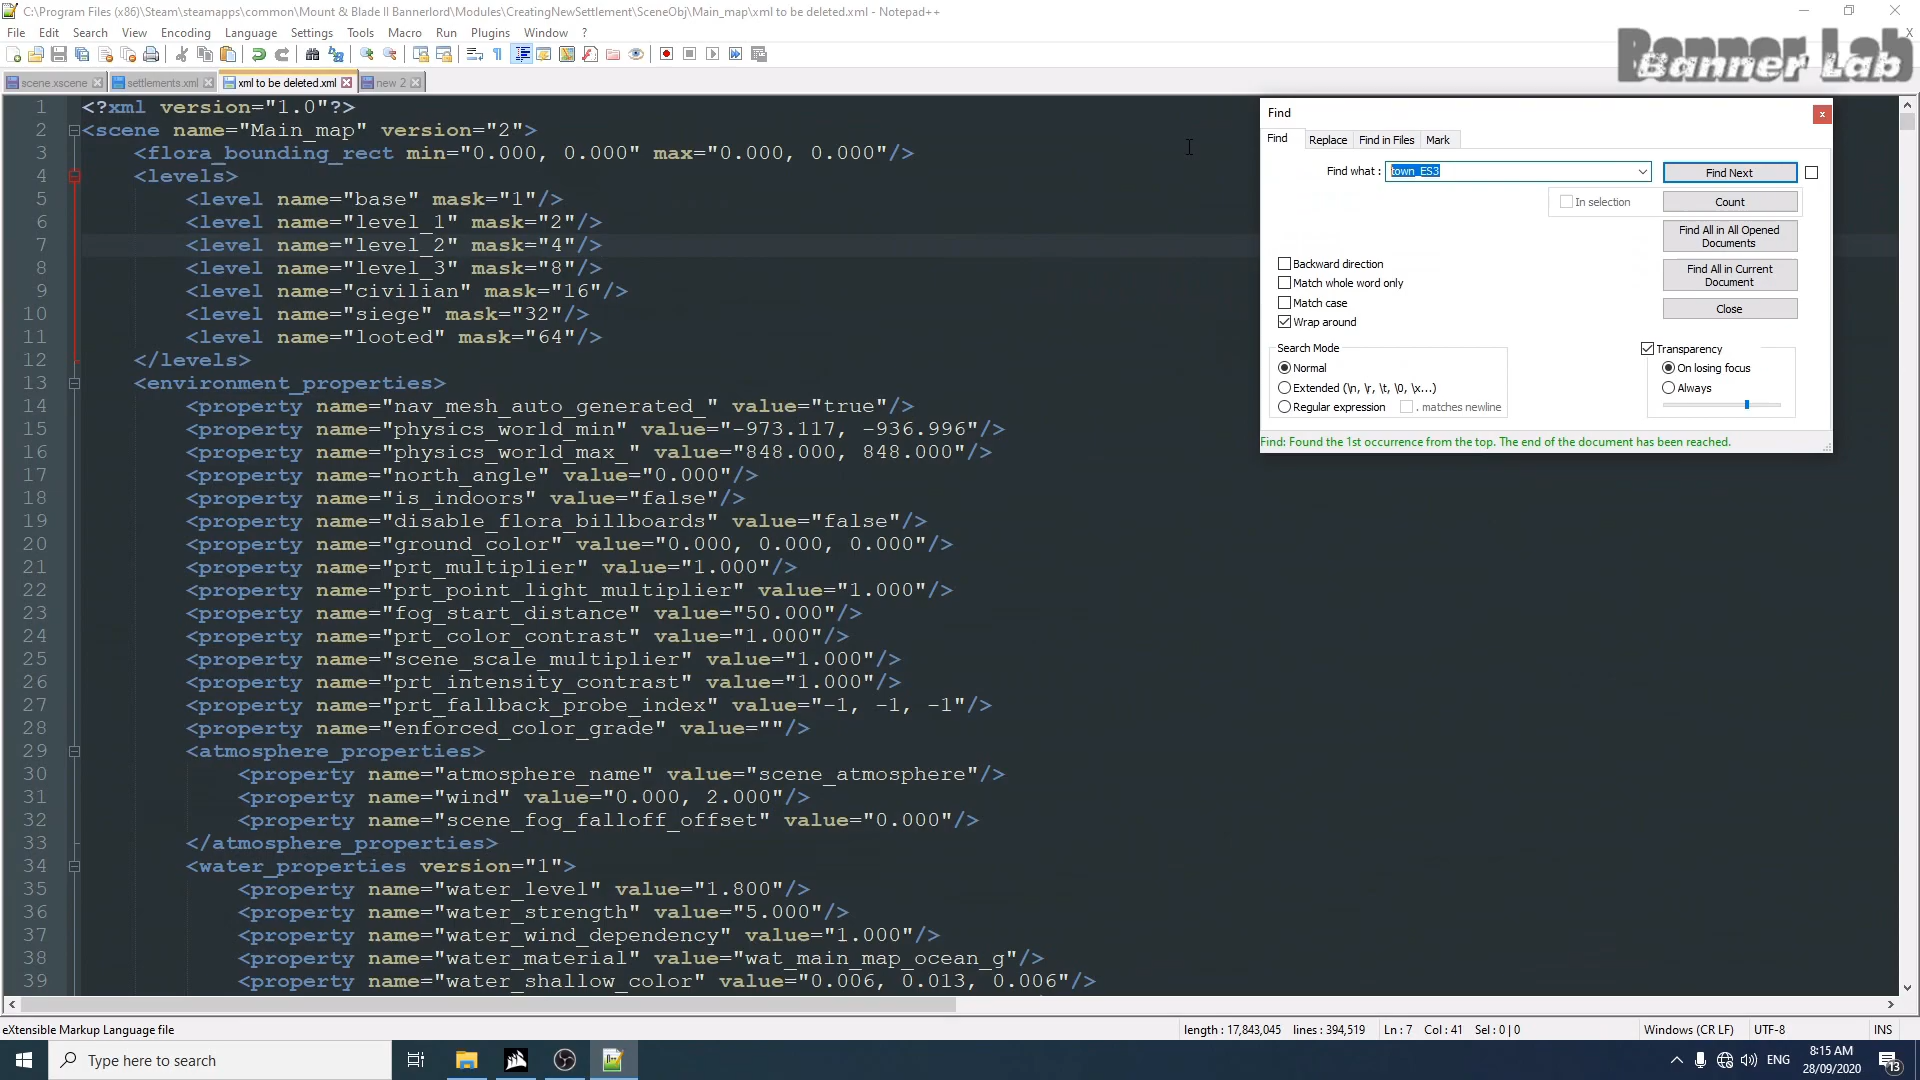 C:\Program Files (x86)\Steam\steamapps\common\Mount & Blade II Bannerlord\Modules\CreatingNewSettlement\SceneObj\Main_map\xml to be deleted.xml - Notepad++
File Edit Search View Encoding Language Settings Tools Macro Run Plugins Window ?
X
Banner Lab
scene.xscene settlements.xml xml to be deleted.xml new 2
1 <?xml version="1.0"?>
2 <scene name="Main_map" version="2">
3 <flora_bounding_rect min="0.000, 0.000" max="0.000, 0.000"/>
4 <levels>
5 <level name="base" mask="1"/>
6 <level name="level_1" mask="2"/>
7 <level name="level_2" mask="4"/>
8 <level name="level_3" mask="8"/>
9 <level name="civilian" mask="16"/>
10 <level name="siege" mask="32"/>
11 <level name="looted" mask="64"/>
12 </levels>
13 <environment_properties>
14 <property name="nav_mesh_auto_generated_" value="true"/>
15 <property name="physics_world_min" value="-973.117, -936.996"/>
16 <property name="physics_world_max_" value="848.000, 848.000"/>
17 <property name="north_angle" value="0.000"/>
18 <property name="is_indoors" value="false"/>
19 <property name="disable_flora_billboards" value="false"/>
20 <property name="ground_color" value="0.000, 0.000, 0.000"/>
21 <property name="prt_multiplier" value="1.000"/>
22 <property name="prt_point_light_multiplier" value="1.000"/>
23 <property name="fog_start_distance" value="50.000"/>
24 <property name="prt_color_contrast" value="1.000"/>
25 <property name="scene_scale_multiplier" value="1.000"/>
26 <property name="prt_intensity_contrast" value="1.000"/>
27 <property name="prt_fallback_probe_index" value="-1, -1, -1"/>
28 <property name="enforced_color_grade" value=""/>
29 <atmosphere_properties>
30 <property name="atmosphere_name" value="scene_atmosphere"/>
31 <property name="wind" value="0.000, 2.000"/>
32 <property name="scene_fog_falloff_offset" value="0.000"/>
33 </atmosphere_properties>
34 <water_properties version="1">
35 <property name="water_level" value="1.800"/>
36 <property name="water_strength" value="5.000"/>
37 <property name="water_wind_dependency" value="1.000"/>
38 <property name="water_material" value="wat_main_map_ocean_g"/>
39 <property name="water_shallow_color" value="0.006, 0.013, 0.006"/>
Find
Find Replace Find in Files Mark
Find what : town_ES3 Find Next
In selection Count
Find All in All Opened
Documents
Backward direction
Find All in Current
Document
Match whole word only
Match case
Close
Wrap around
Search Mode
Transparency
Normal
On losing focus
Extended (\n, \r, \t, \0, \x...)
Always
Regular expression . matches newline
Find: Found the 1st occurrence from the top. The end of the document has been reached.
eXtensible Markup Language file length : 17,843,045 lines : 394,519 Ln : 7 Col : 41 Sel : 0 | 0 Windows (CR LF) UTF-8 INS
Type here to search
ENG
8:15 AM
28/09/2020
13